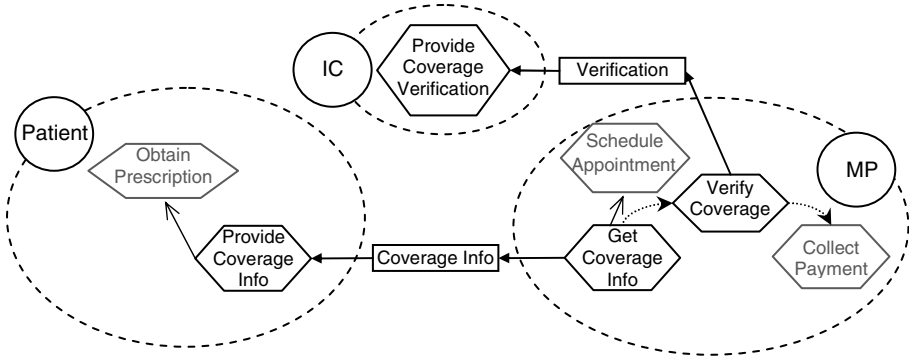 IC
Provide
Coverage
Verification
Verification
Patient
Obtain
Prescription
Schedule
Appointment
MP
Verify
Coverage
Provide
Coverage
Info
Coverage Info
Get
Coverage
Info
Collect
Payment